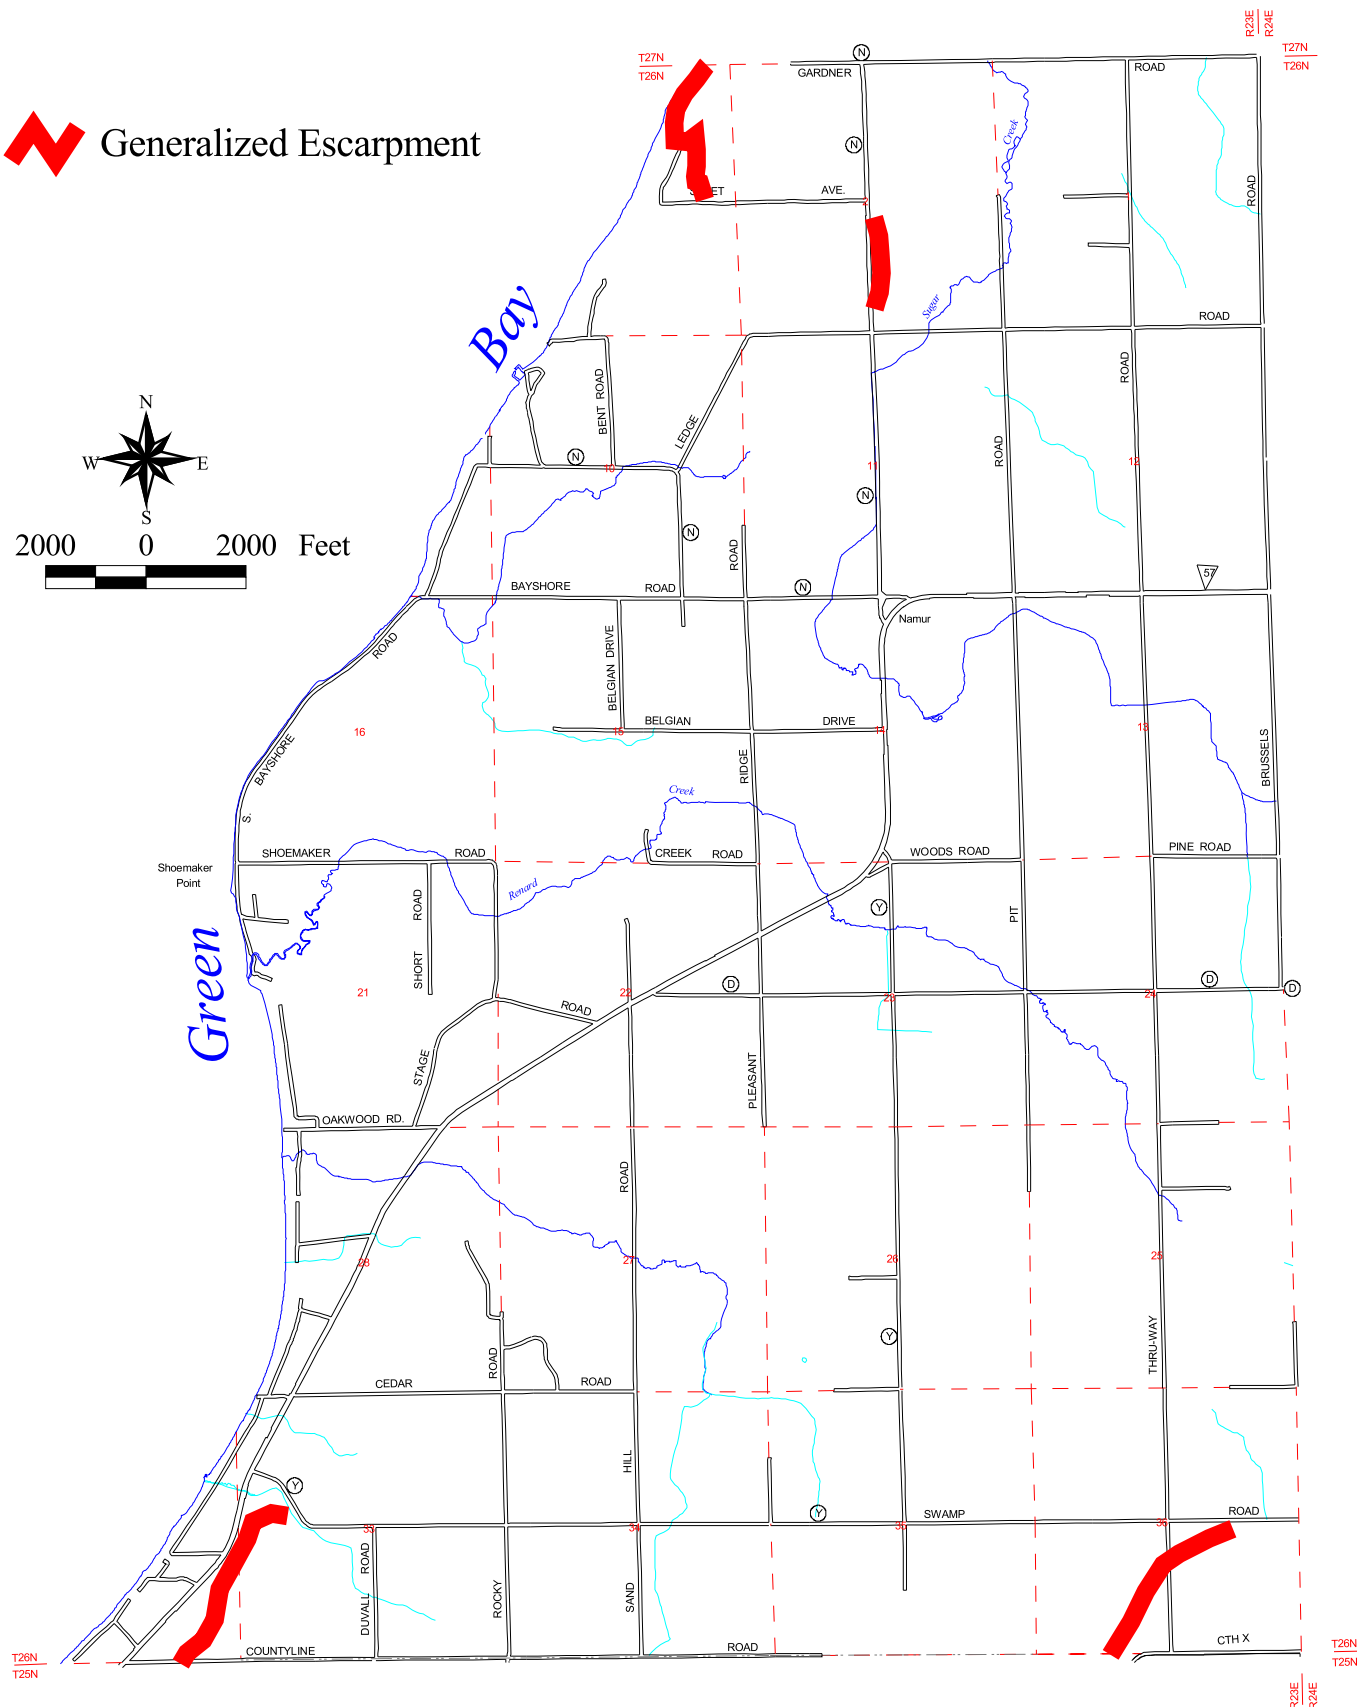 R23E
R24E
T27N
T26N
T27N
T26N
GARDNER
ROAD
N
Generalized Escarpment
N
Creek
ROAD
AVE.
2
1
Sugar
ROAD
Bay
BENT ROAD
LEDGE
ROAD
ROAD
N
W
E
S
N
10
11
12
N
2000 0 2000 Feet
N
ROAD
57
BAYSHORE
ROAD
N
Namur
ROAD
BELGIAN DRIVE
BELGIAN
DRIVE
16
15
14
13
BAYSHORE
S.
RIDGE
BRUSSELS
Creek
SHOEMAKER
ROAD
CREEK ROAD
WOODS ROAD
PINE ROAD
Shoemaker
Point
Renard
ROAD
SHORT
Y
PIT
Green
21
22
23
24
D
D
D
ROAD
STAGE
PLEASANT
OAKWOOD RD.
ROAD
28
27
26
25
Y
THRU-WAY
ROAD
CEDAR
ROAD
HILL
Y
Y
SWAMP
ROAD
33
34
35
36
ROAD
DUVALL
ROCKY
SAND
COUNTYLINE
ROAD
CTH X
T26N
T25N
T26N
T25N
R23E
R24E